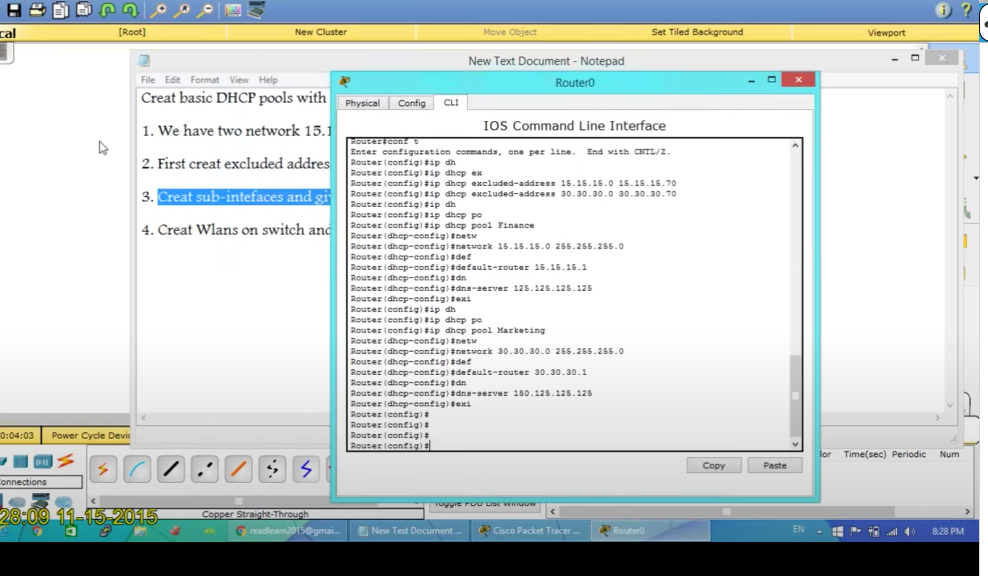 cal
[Root]
New Cluster
Move Object
Set Tiled Background
Viewport
New Text Document - Notepad
File Edit Format View Help
Creat basic DHCP pools with
1. We have two network 15.1
2. First creat excluded addres
3. Creat sub-intefaces and gi
4. Creat Wlans on switch and
Router0
Physical Config CLI
IOS Command Line Interface
Router#conf t
Enter configuration commands, one per line. End with CNTL/Z.
Router(config)#ip dh
Router(config)#ip dhcp ex
Router(config)#ip dhcp excluded-address 15.15.15.0 15.15.15.70
Router(config)#ip dhcp excluded-address 30.30.30.0 30.30.30.70
Router(config)#ip dh
Router(config)#ip dhcp po
Router(config)#ip dhcp pool Finance
Router(dhcp-config)#netw
Router(dhcp-config)#network 15.15.15.0 255.255.255.0
Router(dhcp-config)#def
Router(dhcp-config)#default-router 15.15.15.1
Router(dhcp-config)#dn
Router(dhcp-config)#dns-server 125.125.125.125
Router(dhcp-config)#exi
Router(config)#ip dh
Router(config)#ip dhcp po
Router(config)#ip dhcp pool Marketing
Router(dhcp-config)#netw
Router(dhcp-config)#network 30.30.30.0 255.255.255.0
Router(dhcp-config)#def
Router(dhcp-config)#default-router 30.30.30.1
Router(dhcp-config)#dn
Router(dhcp-config)#dns-server 150.125.125.125
Router(dhcp-config)#exi
Router(config)#
Router(config)#
Router(config)#
Router(config)#
Copy Paste
0:04:03 Power Cycle Devic
lor Time(sec) Periodic Num
onnections
Toggle PDU List Window
Copper Straight-Through
28:09 11-15-2015
readlearn2015@gmai...
New Text Document ...
Cisco Packet Tracer ...
Router0
EN
8:28 PM